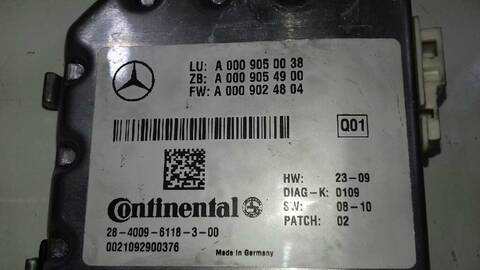 LU: A 000 905 00 38
ZB: A 000 905 49 00
FW: A 000 902 48 04
Q01
HW: 23-09
DIAG-K: 0109
SW: 08-10
PATCH: 02
Continental
28-4009-6118-3-00
0021092900376
Made in Germany